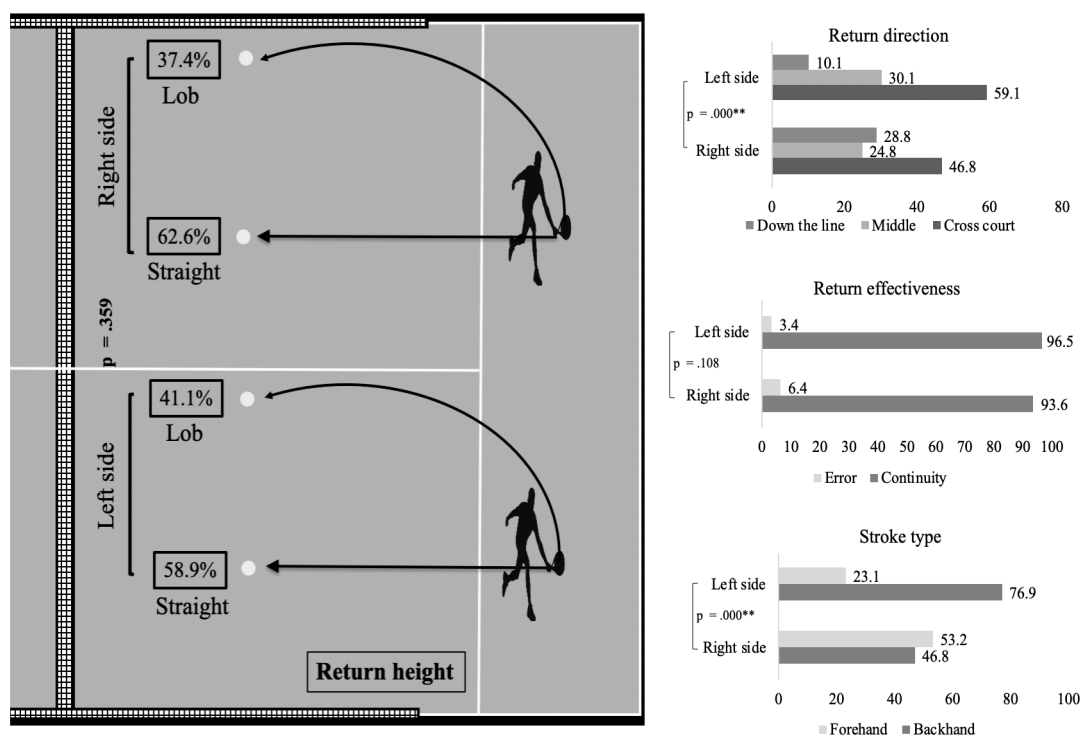 37.4%
Lob
Right side
62.6%
Straight
p = .359
41.1%
Lob
Left side
58.9%
Straight
Return height
Return direction
Left side
10.1
30.1
59.1
p = .000**
Right side
28.8
24.8
46.8
0 20 40 60 80
Down the line Middle Cross court
Return effectiveness
Left side
3.4
96.5
p = .108
Right side
6.4
93.6
0 10 20 30 40 50 60 70 80 90 100
Error Continuity
Stroke type
Left side
23.1
76.9
p = .000**
Right side
53.2
46.8
0 20 40 60 80 100
Forehand Backhand